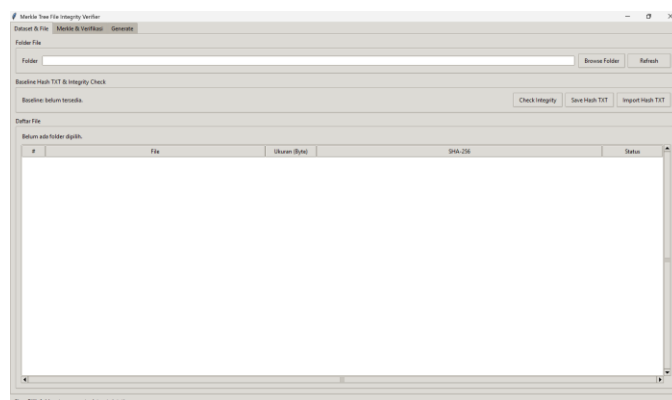 Merkle Tree File Integrity Verifier
Dataset & File Merkle & Verifikasi Generate
Folder File
Folder Browse Folder Refresh
Baseline Hash TXT & Integrity Check
Baseline: belum tersedia. Check Integrity Save Hash TXT Import Hash TXT
Daftar File
Belum ada folder dipilih.
# File Ukuran (Byte) SHA-256 Status